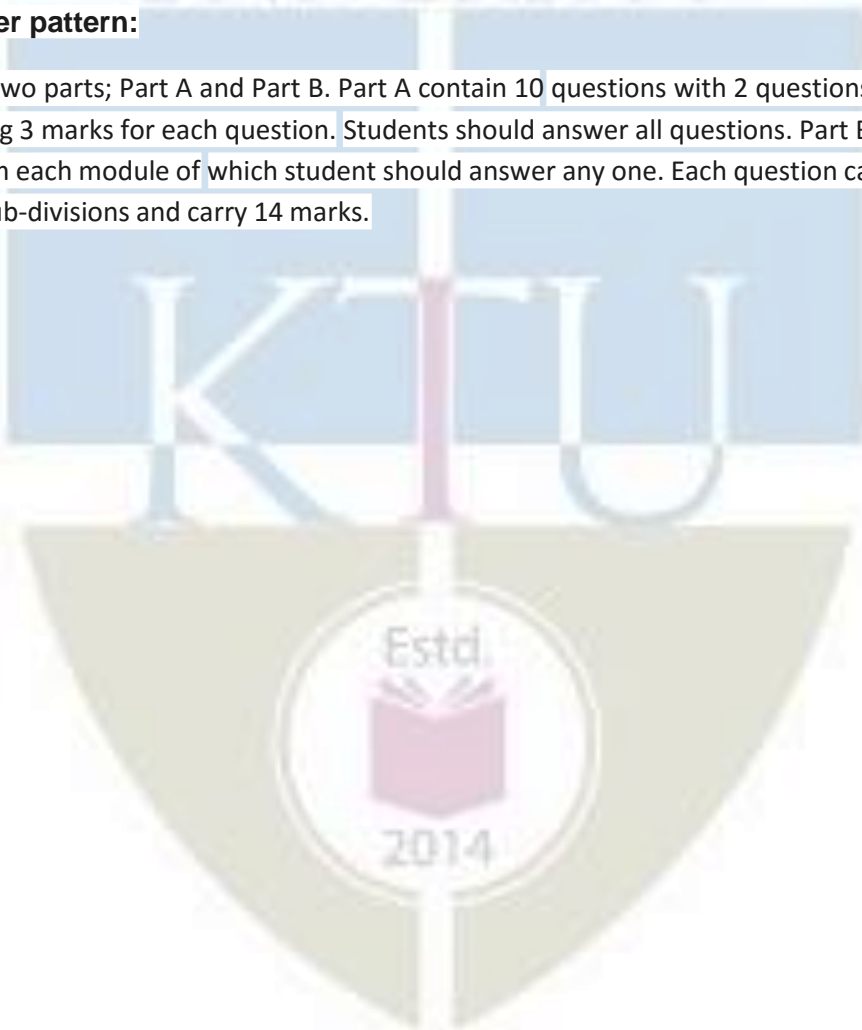 er pattern:
wo parts; Part A and Part B. Part A contain 10 questions with 2 questions
g 3 marks for each question. Students should answer all questions. Part B
n each module of which student should answer any one. Each question ca
ub-divisions and carry 14 marks.
KTU
Estd.
2014